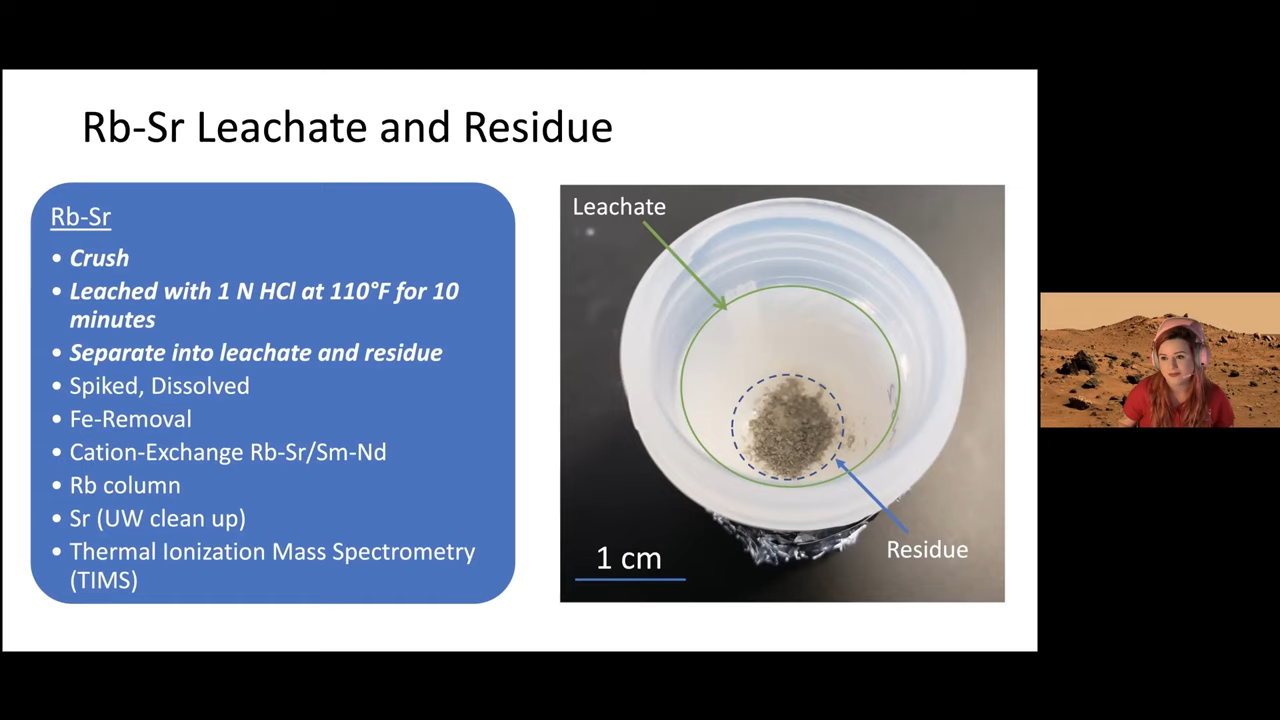 Rb-Sr Leachate and Residue
Rb-Sr
• Crush
• Leached with 1 N HCl at 110°F for 10
minutes
• Separate into leachate and residue
• Spiked, Dissolved
• Fe-Removal
• Cation-Exchange Rb-Sr/Sm-Nd
• Rb column
• Sr (UW clean up)
• Thermal Ionization Mass Spectrometry
(TIMS)
Leachate
Residue
1 cm